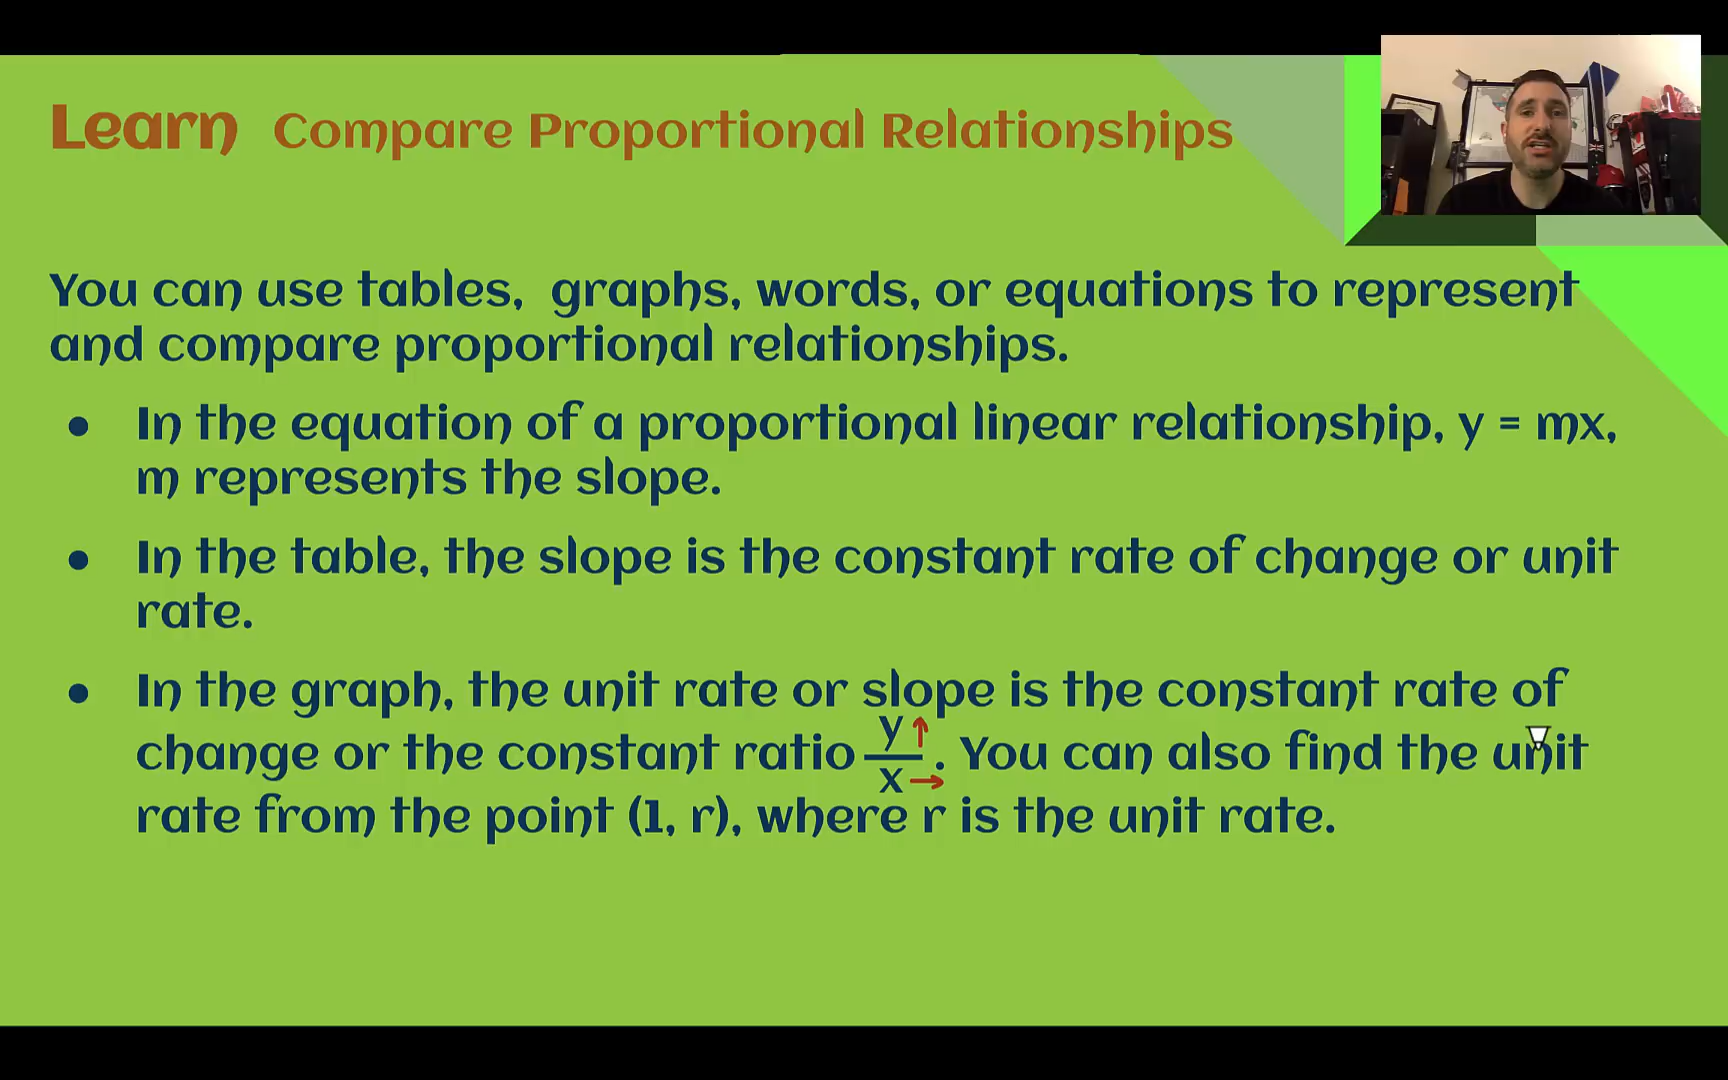 Learn Compare Proportional Relationships
You can use tables, graphs, words, or equations to represent
and compare proportional relationships.
● In the equation of a proportional linear relationship, y = mx,
m represents the slope.
● In the table, the slope is the constant rate of change or unit
rate.
● In the graph, the unit rate or slope is the constant rate of
change or the constant ratio y↑/x→. You can also find the unit
rate from the point (1, r), where r is the unit rate.